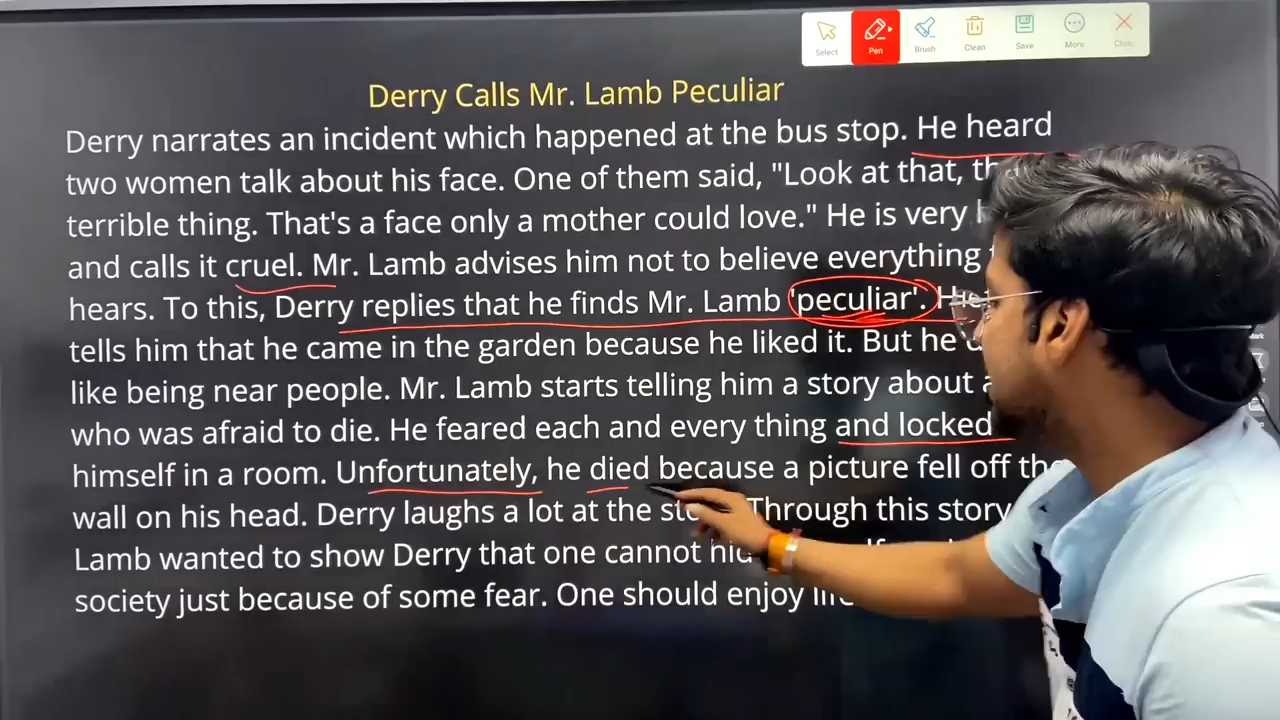 Select Pen Brush Clean Save More Close
Derry Calls Mr. Lamb Peculiar
Derry narrates an incident which happened at the bus stop. He heard
two women talk about his face. One of them said, "Look at that,
terrible thing. That's a face only a mother could love." He is very
and calls it cruel. Mr. Lamb advises him not to believe everything
hears. To this, Derry replies that he finds Mr. Lamb 'peculiar'. He
tells him that he came in the garden because he liked it. But he
like being near people. Mr. Lamb starts telling him a story about
who was afraid to die. He feared each and every thing and locked
himself in a room. Unfortunately, he died because a picture fell off the
wall on his head. Derry laughs a lot at the Through this story
Lamb wanted to show Derry that one cannot
society just because of some fear. One should enjoy